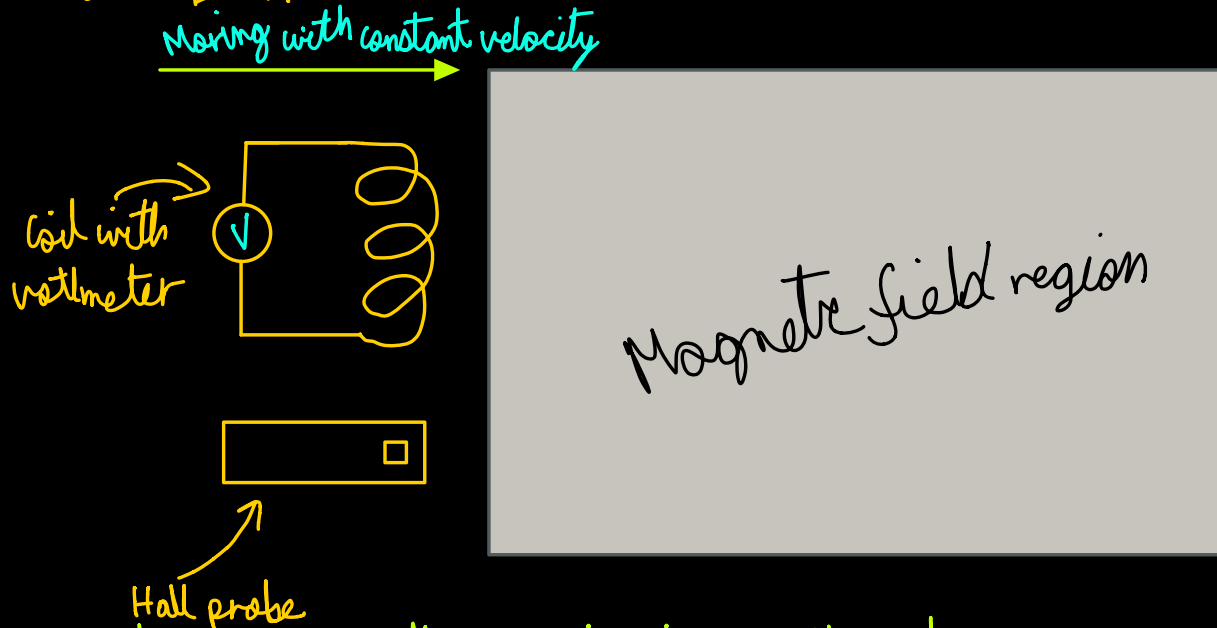 Moving with constant velocity
V
Coil with
voltmeter
Magnetic field region
Hall probe